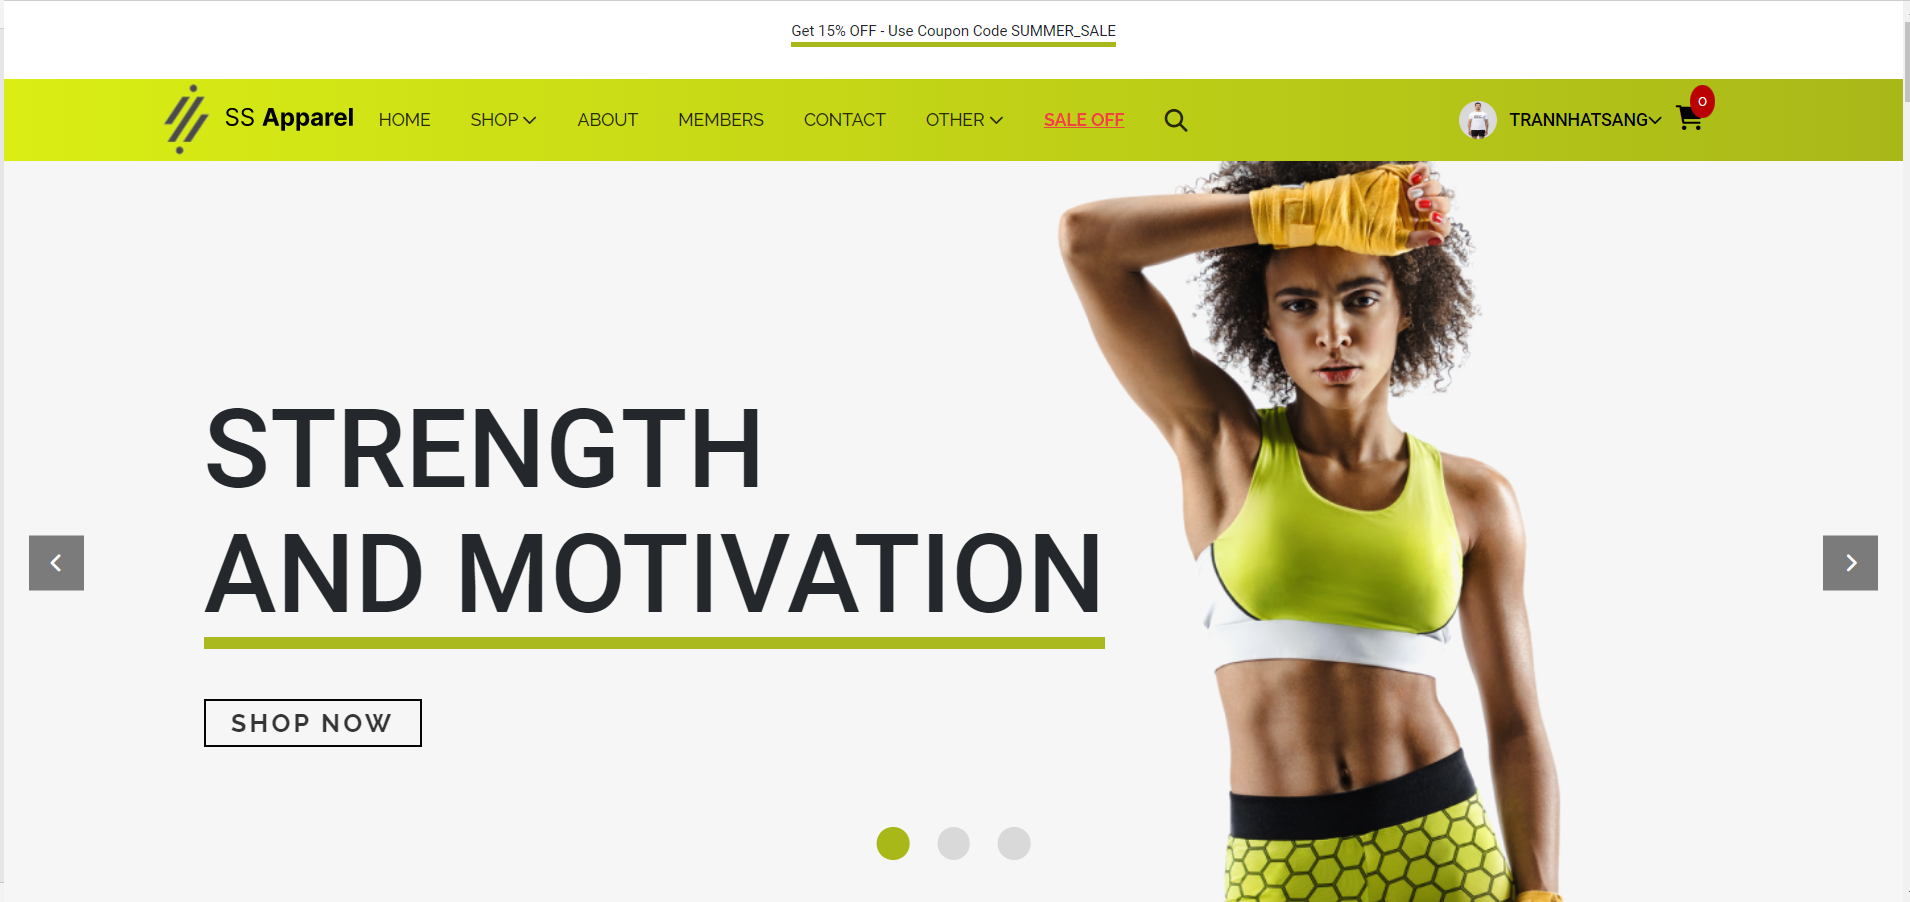 Get 15% OFF - Use Coupon Code SUMMER_SALE
SS Apparel HOME SHOP ABOUT MEMBERS CONTACT OTHER SALE OFF TRANNHATSANG 0
STRENGTH
AND MOTIVATION
SHOP NOW